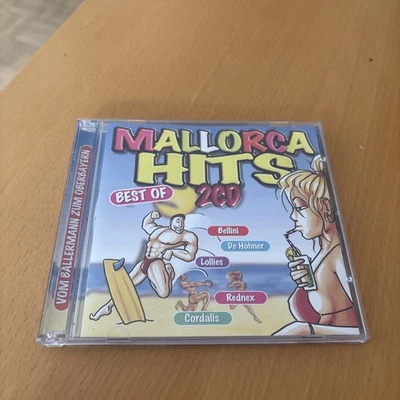 MALLORCA
HITS
BEST OF
2CD
Bellini
De Höhner
Lollies
Rednex
Cordalis
VOM BALLERMANN ZUM OBERBAYERN